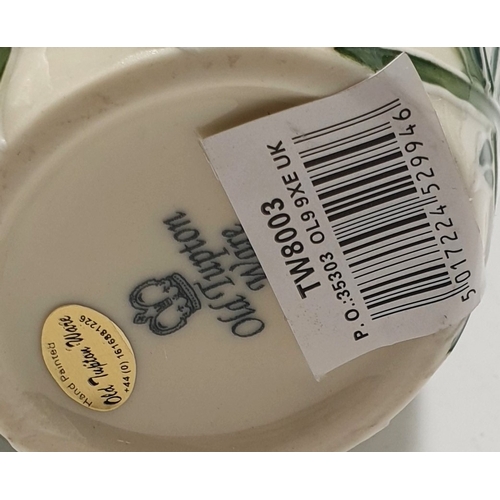 TW8003
P. O.:35303 OL9 9XE UK
5017224529946
Old Tupton
Ware
Hand Painted
Old Tupton Ware
+44 (0) 1616881226